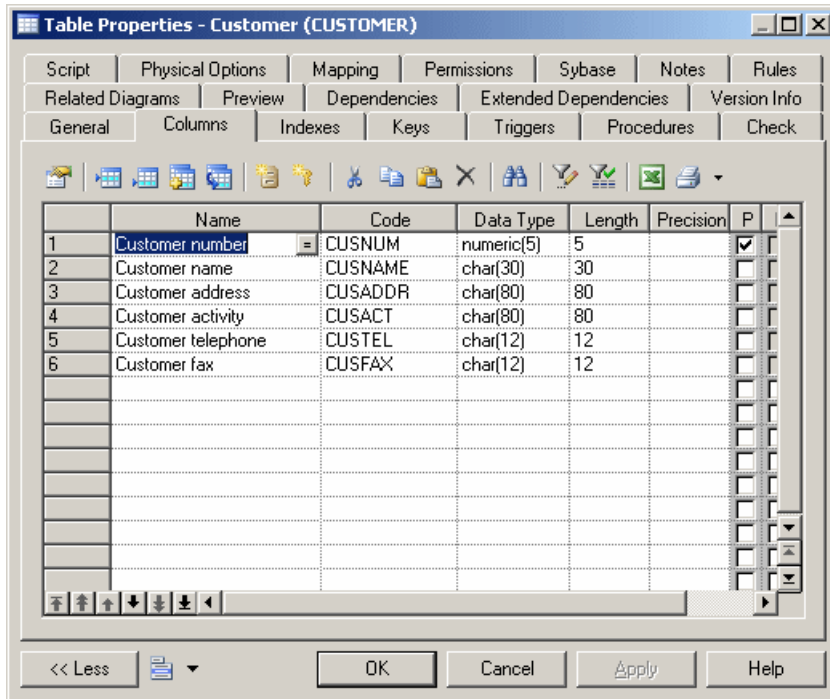 Table Properties - Customer (CUSTOMER)
Script Physical Options Mapping Permissions Sybase Notes Rules
Related Diagrams Preview Dependencies Extended Dependencies Version Info
General Columns Indexes Keys Triggers Procedures Check
Name Code Data Type Length Precision P
1 Customer number = CUSNUM numeric(5) 5
2 Customer name CUSNAME char(30) 30
3 Customer address CUSADDR char(80) 80
4 Customer activity CUSACT char(80) 80
5 Customer telephone CUSTEL char(12) 12
6 Customer fax CUSFAX char(12) 12
<< Less OK Cancel Apply Help